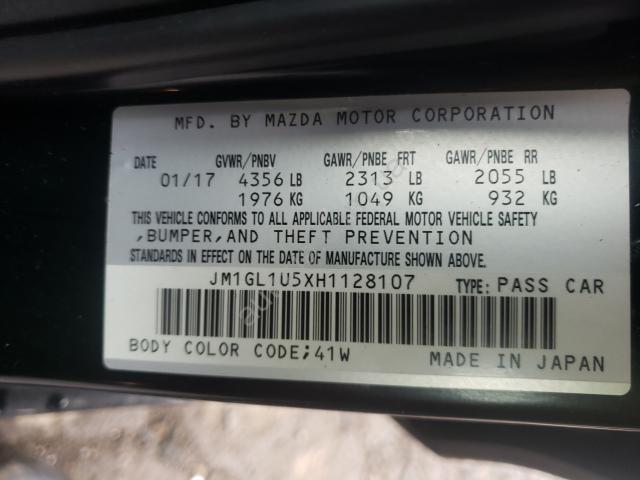 MFD. BY MAZDA MOTOR CORPORATION
DATE GVWR/PNBV GAWR/PNBE FRT GAWR/PNBE RR
01/17 4356 LB 2313 LB 2055 LB
1976 KG 1049 KG 932 KG
THIS VEHICLE CONFORMS TO ALL APPLICABLE FEDERAL MOTOR VEHICLE SAFETY
,BUMPER,AND THEFT PREVENTION
STANDARDS IN EFFECT ON THE DATE OF MANUFACTURE SHOWN ABOVE.
JM1GL1U5XH1128107 TYPE: PASS CAR
BODY COLOR CODE;41W MADE IN JAPAN